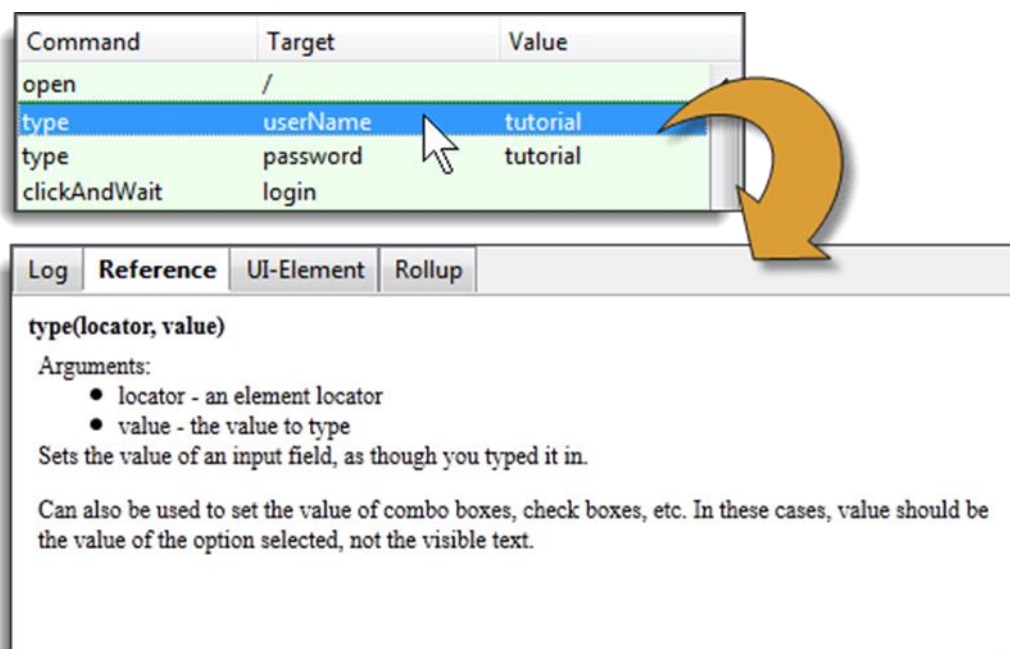 Command Target Value
open /
type userName tutorial
type password tutorial
clickAndWait login
Log Reference UI-Element Rollup
type(locator, value)
Arguments:
● locator - an element locator
● value - the value to type
Sets the value of an input field, as though you typed it in.
Can also be used to set the value of combo boxes, check boxes, etc. In these cases, value should be
the value of the option selected, not the visible text.